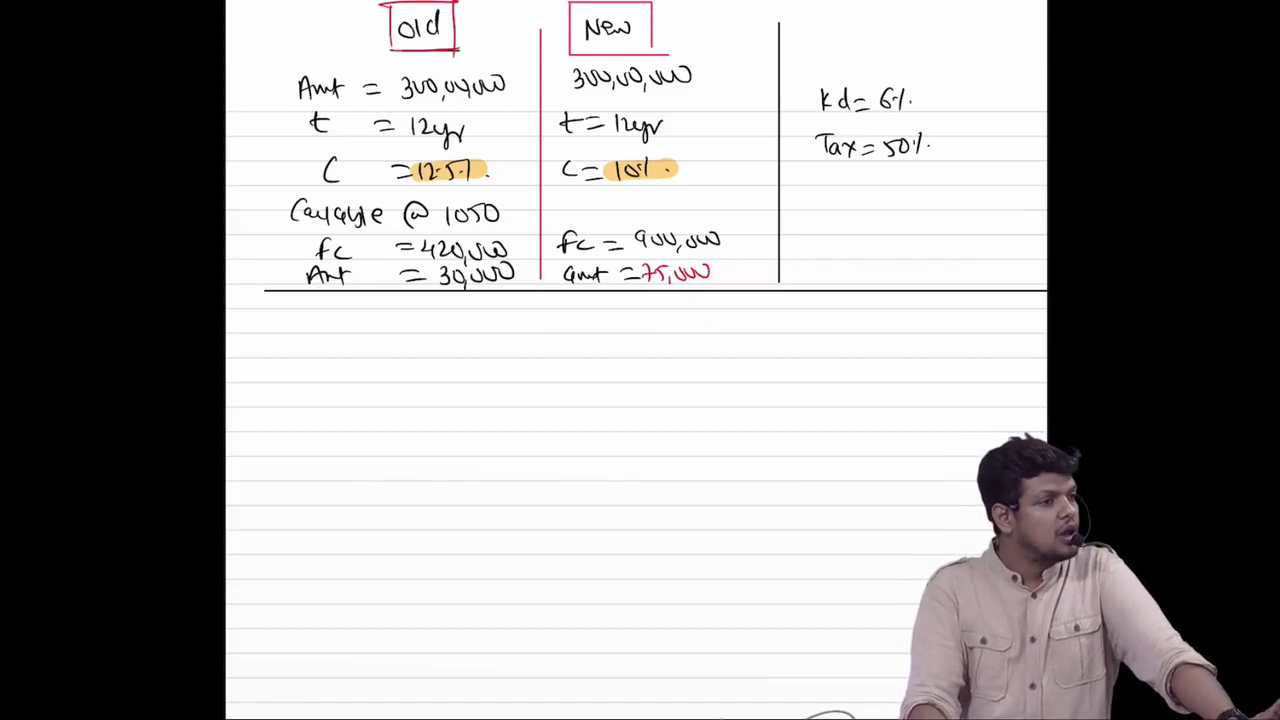 Old
Amt = 300,00,000
t = 12yr
C = 12.5%.
Callable @ 1050
fc = 420,000
Amt = 30,000
New
300,00,000
t = 12yr
C = 10%.
fc = 900,000
amt = 75,000
Kd = 6%.
Tax = 50%.